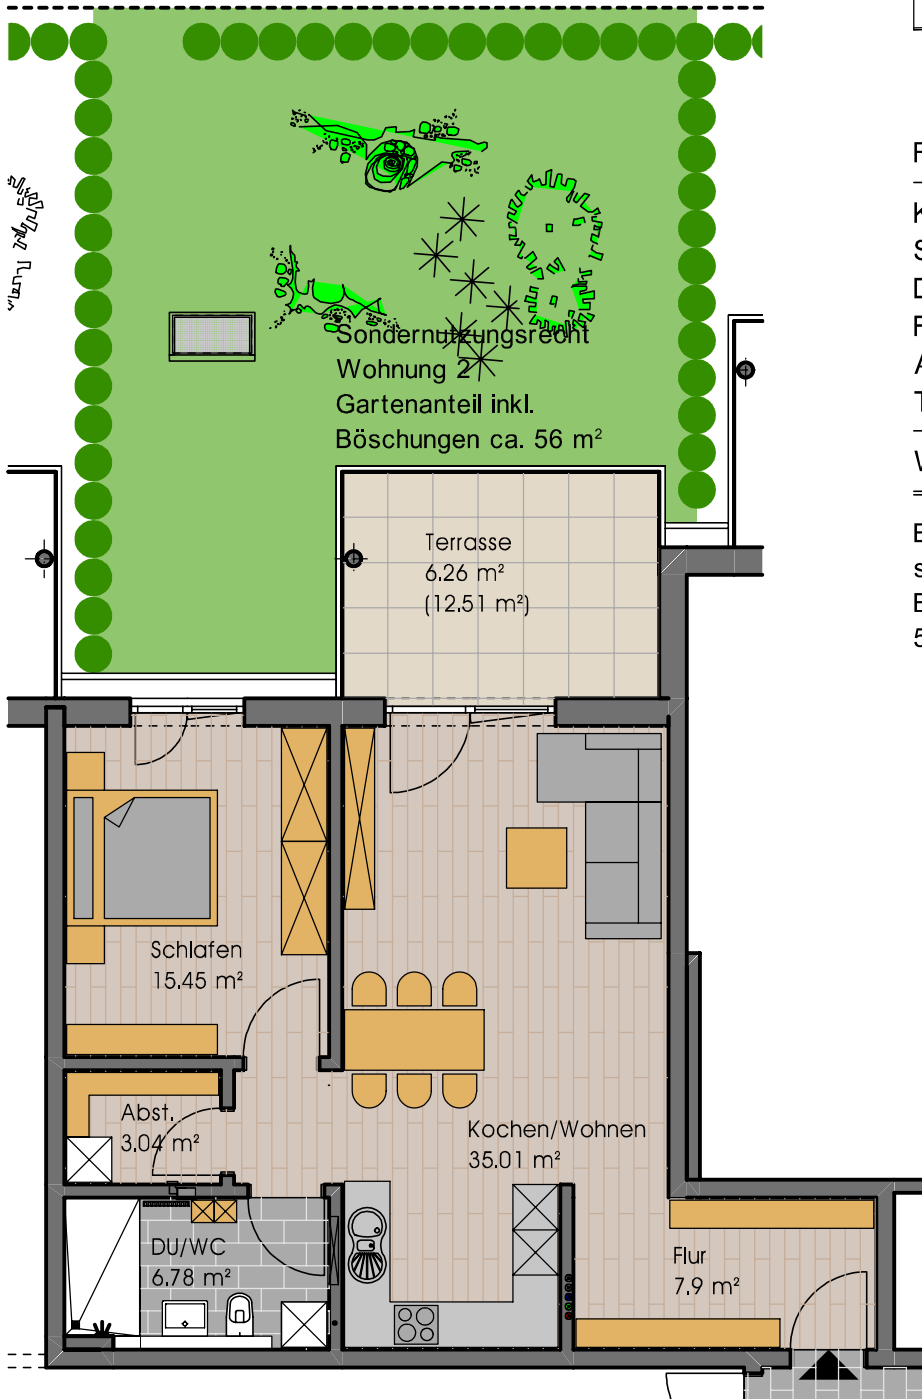 Sondernutzungsrecht
Wohnung 2
Gartenanteil inkl.
Böschungen ca. 56 m²
Terrasse
6.26 m²
(12.51 m²)
Schlafen
15.45 m²
Abst.
3.04 m²
Kochen/Wohnen
35.01 m²
DU/WC
6.78 m²
Flur
7.9 m²